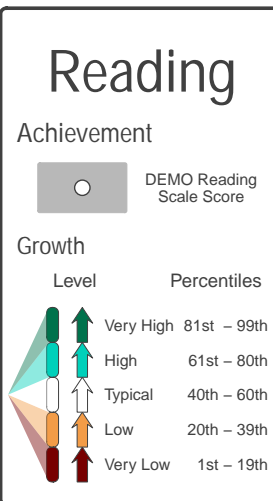 Reading
Achievement
DEMO Reading
Scale Score
Growth
Level Percentiles
Very High 81st – 99th
High 61st – 80th
Typical 40th – 60th
Low 20th – 39th
Very Low 1st – 19th